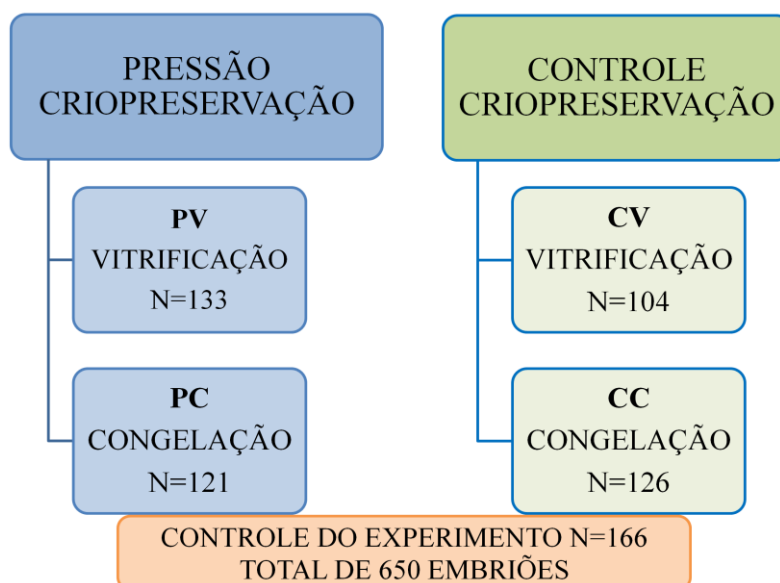 PRESSÃO
CRIOPRESERVAÇÃO
PV
VITRIFICAÇÃO
N=133
PC
CONGELAÇÃO
N=121
CONTROLE
CRIOPRESERVAÇÃO
CV
VITRIFICAÇÃO
N=104
CC
CONGELAÇÃO
N=126
CONTROLE DO EXPERIMENTO N=166
TOTAL DE 650 EMBRIÕES